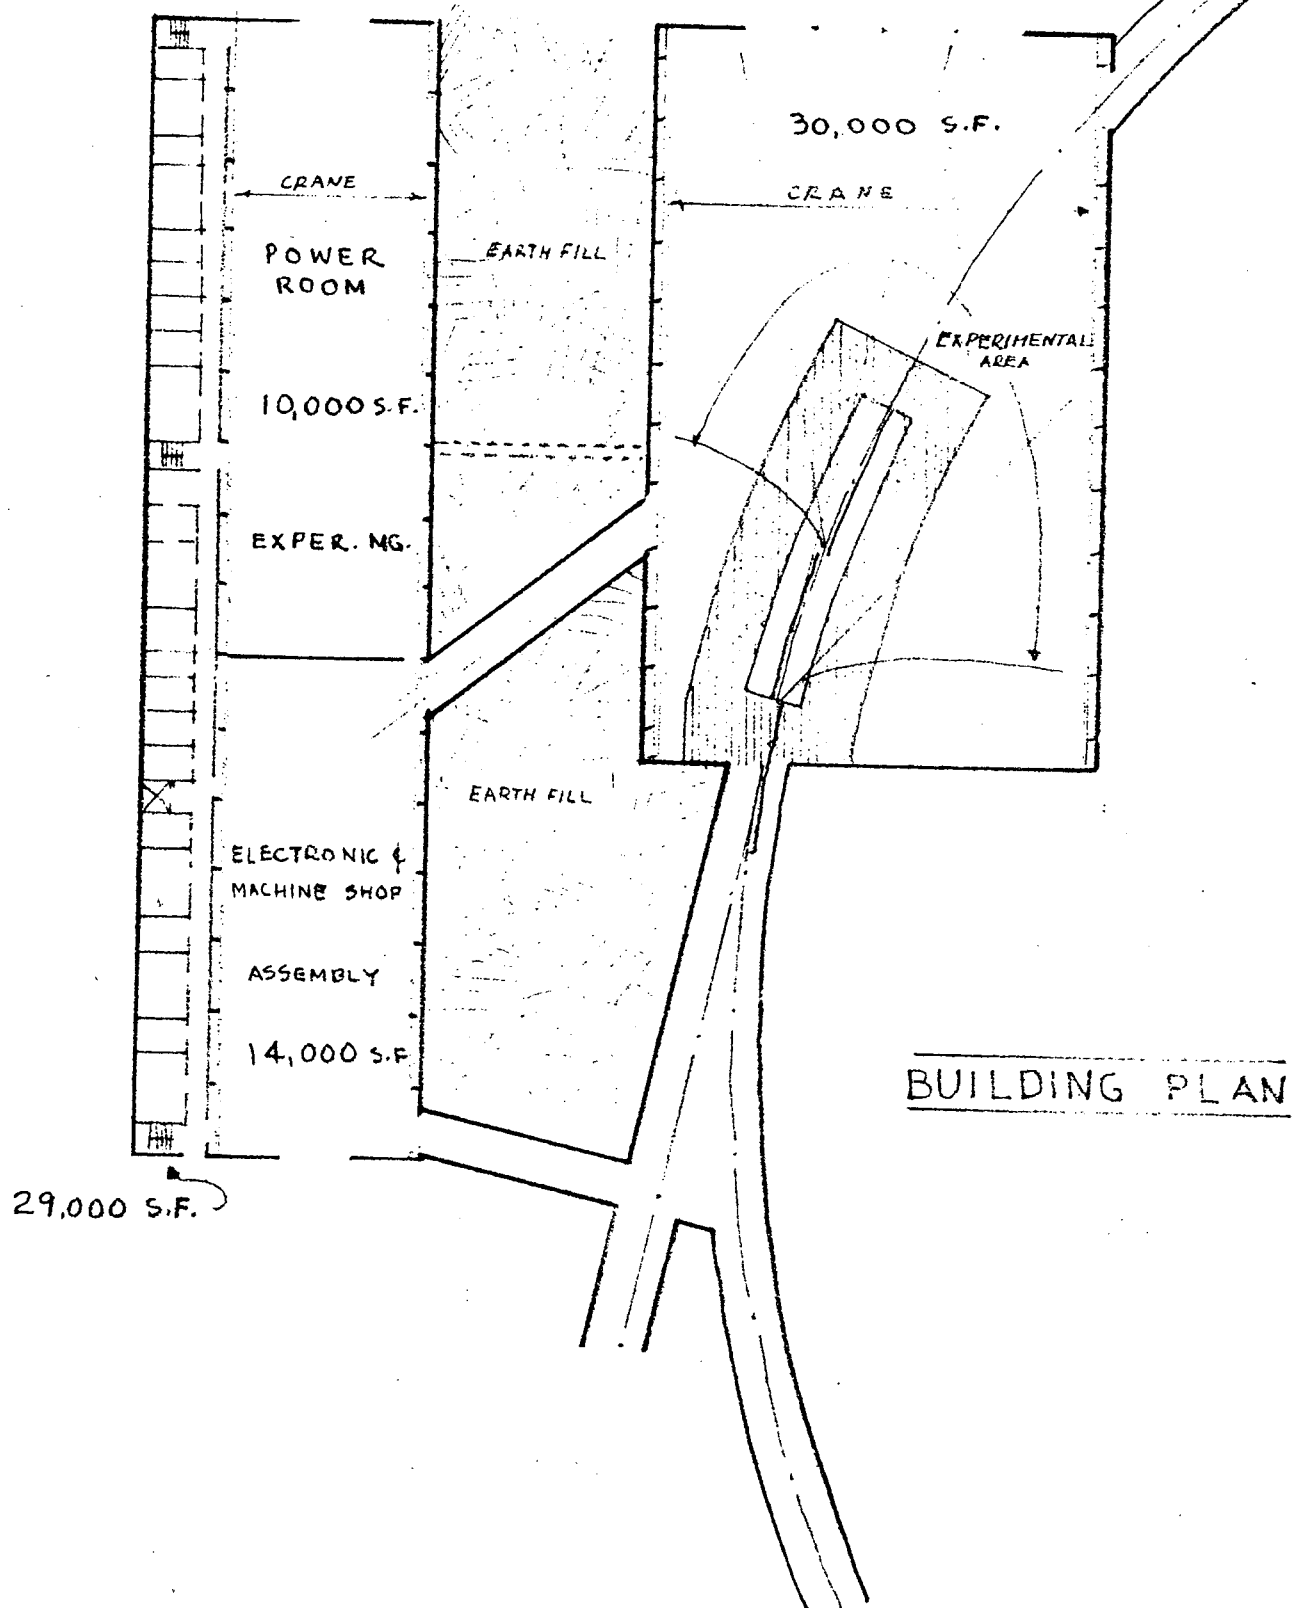 30,000 S.F.
CRANE
CRANE
POWER
ROOM
EARTH FILL
EXPERIMENTAL
AREA
10,000 S.F.
EXPER. MG.
EARTH FILL
ELECTRONIC &
MACHINE SHOP
ASSEMBLY
14,000 S.F
BUILDING PLAN
29,000 S.F.